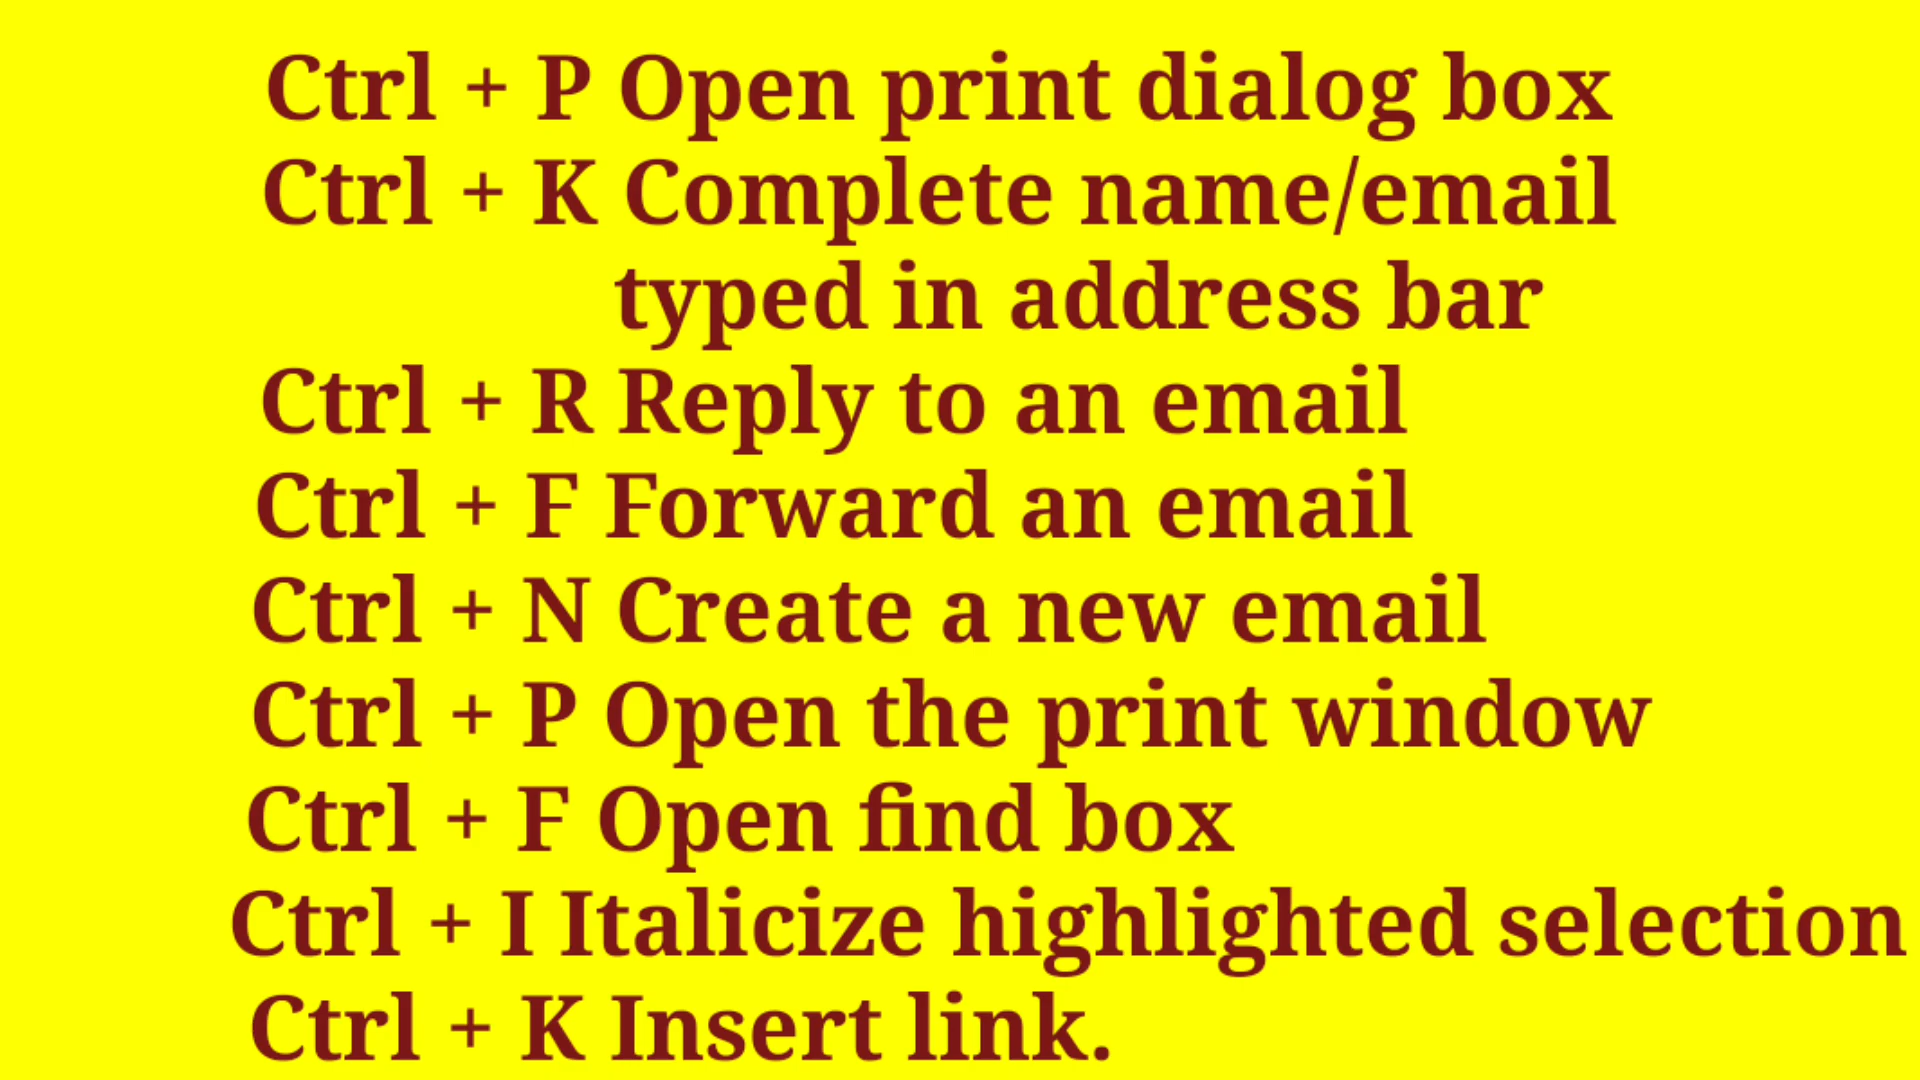 Ctrl + P Open print dialog box
Ctrl + K Complete name/email
typed in address bar
Ctrl + R Reply to an email
Ctrl + F Forward an email
Ctrl + N Create a new email
Ctrl + P Open the print window
Ctrl + F Open find box
Ctrl + I Italicize highlighted selection
Ctrl + K Insert link.